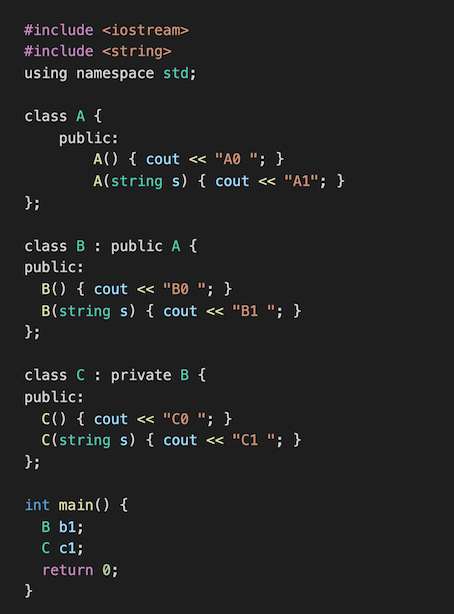 #include <iostream>
#include <string>
using namespace std;

class A {
    public:
        A() { cout << "A0 "; }
        A(string s) { cout << "A1"; }
};

class B : public A {
public:
  B() { cout << "B0 "; }
  B(string s) { cout << "B1 "; }
};

class C : private B {
public:
  C() { cout << "C0 "; }
  C(string s) { cout << "C1 "; }
};

int main() {
  B b1;
  C c1;
  return 0;
}